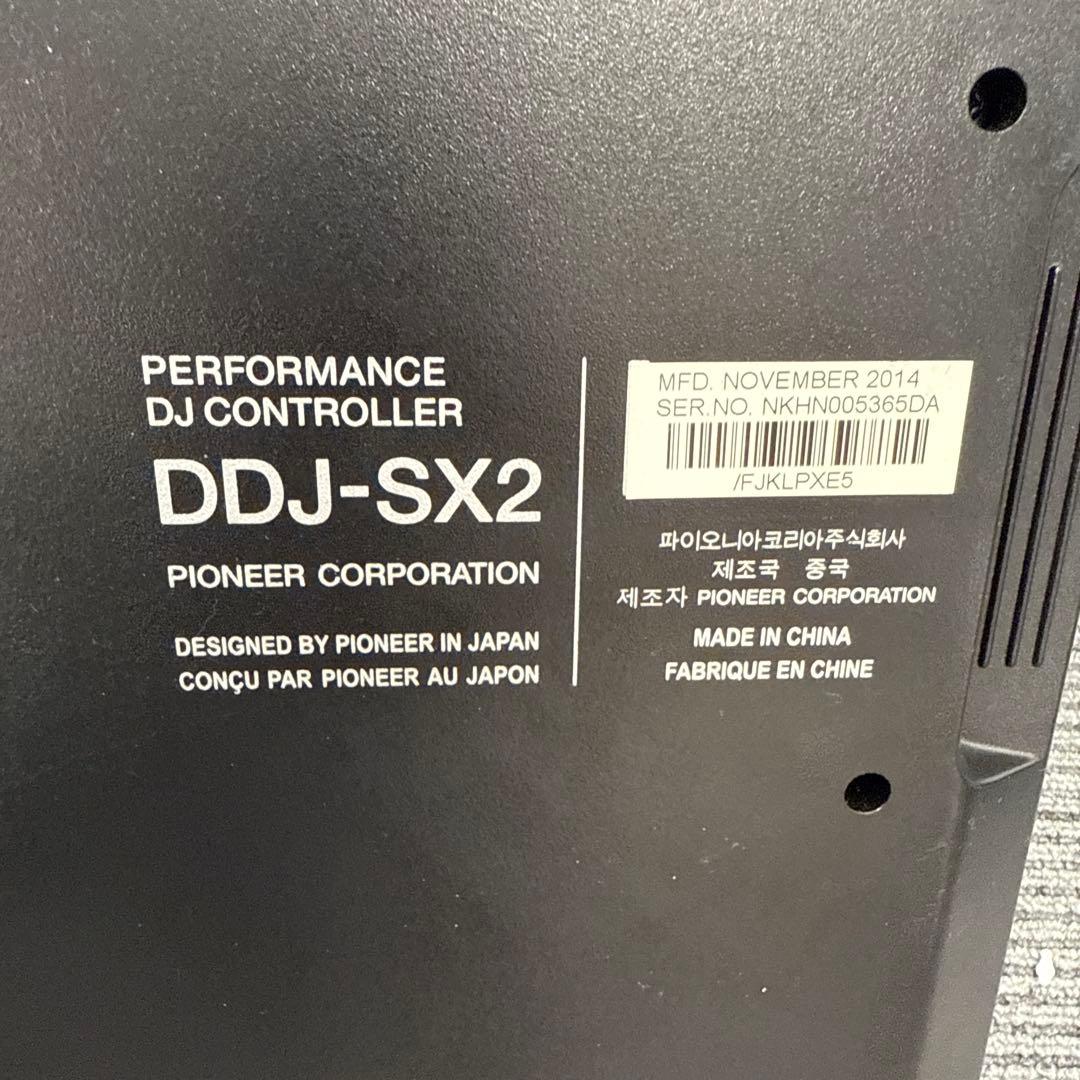 PERFORMANCE
DJ CONTROLLER
DDJ-SX2
PIONEER CORPORATION
DESIGNED BY PIONEER IN JAPAN
CONÇU PAR PIONEER AU JAPON
MFD. NOVEMBER 2014
SER.NO. NKHN005365DA
/FJKLPXE5
파이오니아코리아주식회사
제조국 중국
제조자 PIONEER CORPORATION
MADE IN CHINA
FABRIQUE EN CHINE